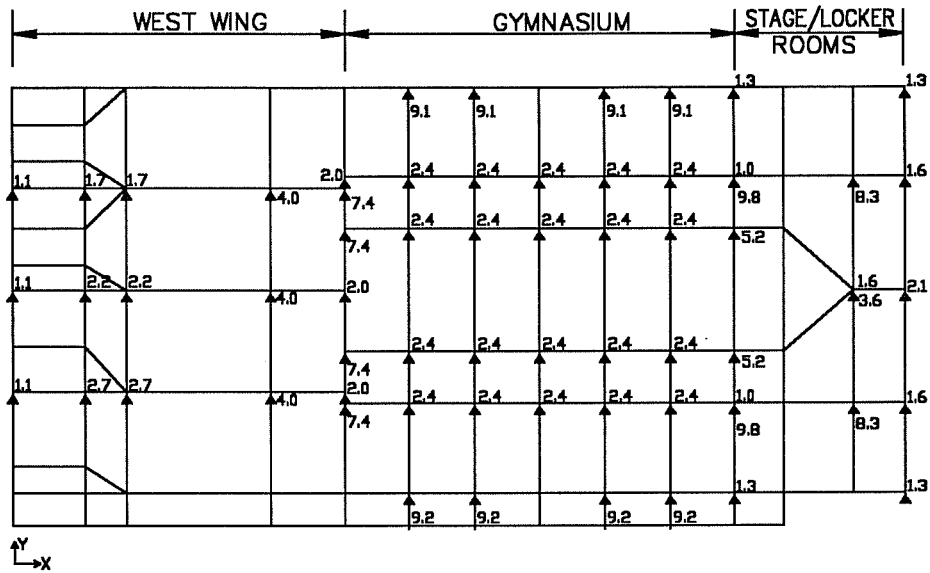 WEST WING GYMNASIUM STAGE/LOCKER
ROOMS
1.3 1.3
9.1 9.1 9.1 9.1
1.1 1.7 1.7 2.0 2.4 2.4 2.4 2.4 2.4 1.0 1.6
4.0 7.4 9.8 8.3
2.4 2.4 2.4 2.4 2.4
7.4 5.2
1.1 2.2 2.2 2.0 1.6 2.1
4.0 3.6
2.4 2.4 2.4 2.4 2.4
7.4 5.2
1.1 2.7 2.7 2.0 2.4 2.4 2.4 2.4 2.4 1.0 1.6
4.0 7.4 9.8 8.3
1.3 1.3
9.2 9.2 9.2 9.2
Y
X